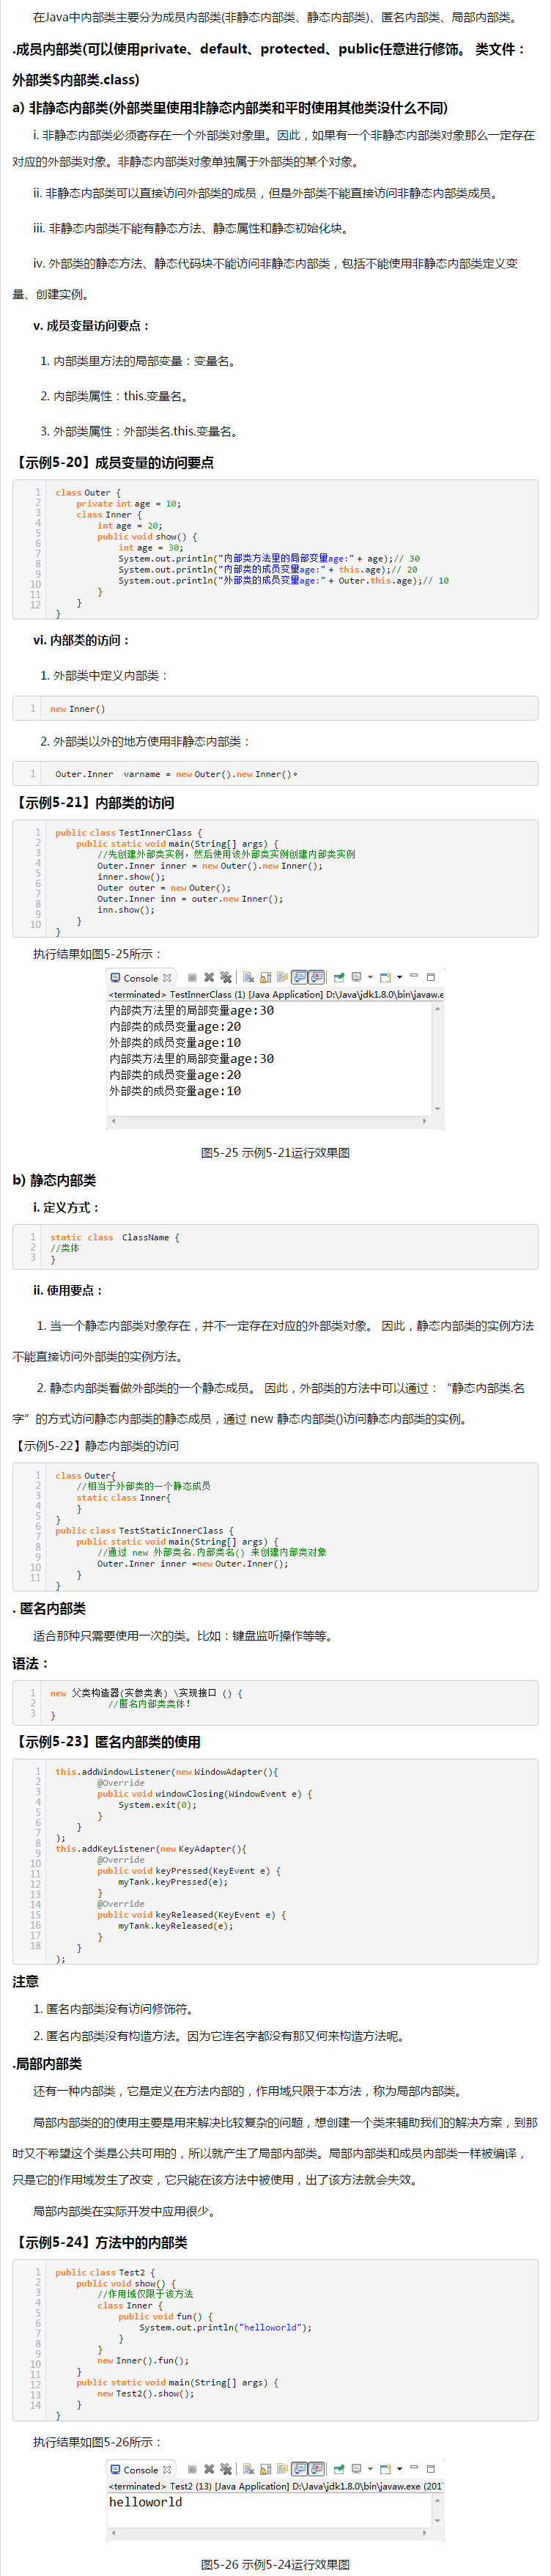 在Java中内部类主要分为成员内部类(非静态内部类、静态内部类)、匿名内部类、局部内部类。
.成员内部类(可以使用private、default、protected、public任意进行修饰。 类文件：
外部类$内部类.class)
a) 非静态内部类(外部类里使用非静态内部类和平时使用其他类没什么不同)
i. 非静态内部类必须寄存在一个外部类对象里。因此，如果有一个非静态内部类对象那么一定存在
对应的外部类对象。非静态内部类对象单独属于外部类的某个对象。
ii. 非静态内部类可以直接访问外部类的成员，但是外部类不能直接访问非静态内部类成员。
iii. 非静态内部类不能有静态方法、静态属性和静态初始化块。
iv. 外部类的静态方法、静态代码块不能访问非静态内部类，包括不能使用非静态内部类定义变
量、创建实例。
v. 成员变量访问要点：
1. 内部类里方法的局部变量：变量名。
2. 内部类属性：this.变量名。
3. 外部类属性：外部类名.this.变量名。
【示例5-20】成员变量的访问要点
1 class Outer {
2 private int age = 10;
3 class Inner {
4 int age = 20;
5 public void show() {
6 int age = 30;
7 System.out.println("内部类方法里的局部变量age:" + age);// 30
8 System.out.println("内部类的成员变量age:" + this.age);// 20
9 System.out.println("外部类的成员变量age:" + Outer.this.age);// 10
10 }
11 }
12 }
vi. 内部类的访问：
1. 外部类中定义内部类：
1 new Inner()
2. 外部类以外的地方使用非静态内部类：
1 Outer.Inner varname = new Outer().new Inner()。
【示例5-21】内部类的访问
1 public class TestInnerClass {
2 public static void main(String[] args) {
3 //先创建外部类实例，然后使用该外部类实例创建内部类实例
4 Outer.Inner inner = new Outer().new Inner();
5 inner.show();
6 Outer outer = new Outer();
7 Outer.Inner inn = outer.new Inner();
8 inn.show();
9 }
10 }
执行结果如图5-25所示：
Console
<terminated> TestInnerClass (1) [Java Application] D:\Java\jdk1.8.0\bin\javaw.e
内部类方法里的局部变量age:30
内部类的成员变量age:20
外部类的成员变量age:10
内部类方法里的局部变量age:30
内部类的成员变量age:20
外部类的成员变量age:10
图5-25 示例5-21运行效果图
b) 静态内部类
i. 定义方式：
1 static class ClassName {
2 //类体
3 }
ii. 使用要点：
1. 当一个静态内部类对象存在，并不一定存在对应的外部类对象。 因此，静态内部类的实例方法
不能直接访问外部类的实例方法。
2. 静态内部类看做外部类的一个静态成员。 因此，外部类的方法中可以通过：“静态内部类.名
字”的方式访问静态内部类的静态成员，通过 new 静态内部类()访问静态内部类的实例。
【示例5-22】静态内部类的访问
1 class Outer{
2 //相当于外部类的一个静态成员
3 static class Inner{
4 }
5 }
6 public class TestStaticInnerClass {
7 public static void main(String[] args) {
8 //通过 new 外部类名.内部类名() 来创建内部类对象
9 Outer.Inner inner =new Outer.Inner();
10 }
11 }
. 匿名内部类
适合那种只需要使用一次的类。比如：键盘监听操作等等。
语法：
1 new 父类构造器(实参类表) \实现接口 () {
2 //匿名内部类类体！
3 }
【示例5-23】匿名内部类的使用
1 this.addWindowListener(new WindowAdapter(){
2 @Override
3 public void windowClosing(WindowEvent e) {
4 System.exit(0);
5 }
6 }
7 );
8 this.addKeyListener(new KeyAdapter(){
9 @Override
10 public void keyPressed(KeyEvent e) {
11 myTank.keyPressed(e);
12 }
13 @Override
14 public void keyReleased(KeyEvent e) {
15 myTank.keyReleased(e);
16 }
17 }
18 );
注意
1. 匿名内部类没有访问修饰符。
2. 匿名内部类没有构造方法。因为它连名字都没有那又何来构造方法呢。
.局部内部类
还有一种内部类，它是定义在方法内部的，作用域只限于本方法，称为局部内部类。
局部内部类的的使用主要是用来解决比较复杂的问题，想创建一个类来辅助我们的解决方案，到那
时又不希望这个类是公共可用的，所以就产生了局部内部类。局部内部类和成员内部类一样被编译，
只是它的作用域发生了改变，它只能在该方法中被使用，出了该方法就会失效。
局部内部类在实际开发中应用很少。
【示例5-24】方法中的内部类
1 public class Test2 {
2 public void show() {
3 //作用域仅限于该方法
4 class Inner {
5 public void fun() {
6 System.out.println("helloworld");
7 }
8 }
9 new Inner().fun();
10 }
11 public static void main(String[] args) {
12 new Test2().show();
13 }
14 }
执行结果如图5-26所示：
Console
<terminated> Test2 (13) [Java Application] D:\Java\jdk1.8.0\bin\javaw.exe (201
helloworld
图5-26 示例5-24运行效果图